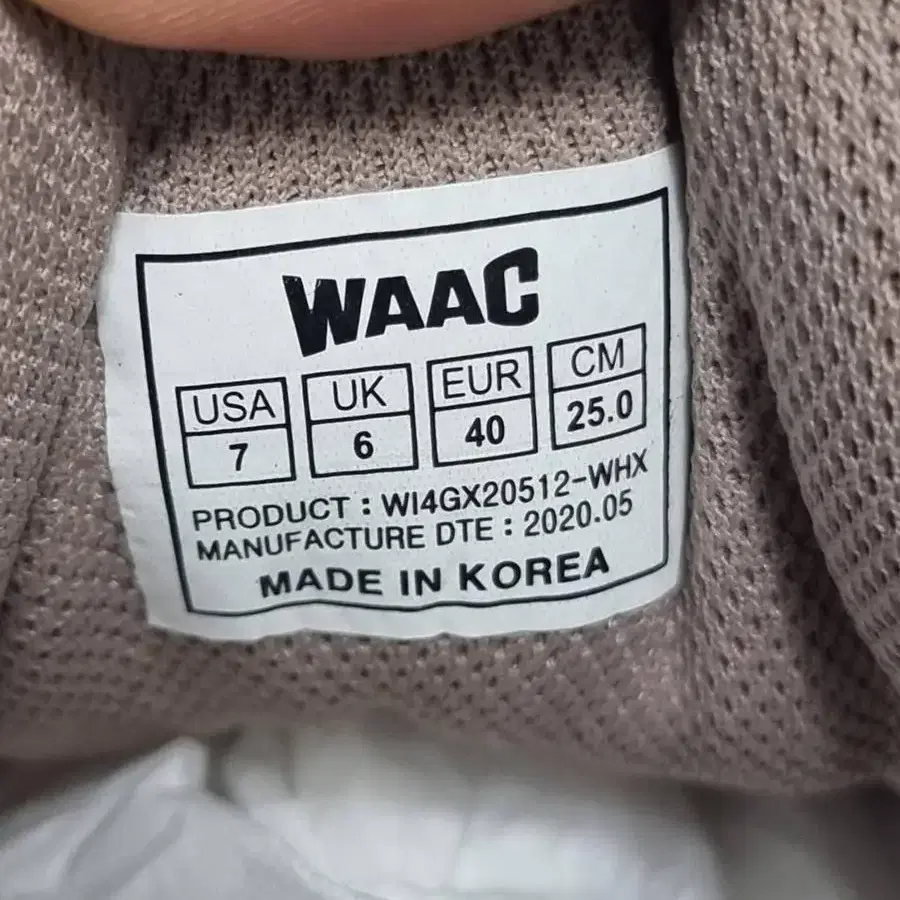 WAAC
USA UK EUR CM
7 6 40 25.0
PRODUCT : WI4GX20512-WHX
MANUFACTURE DTE : 2020.05
MADE IN KOREA